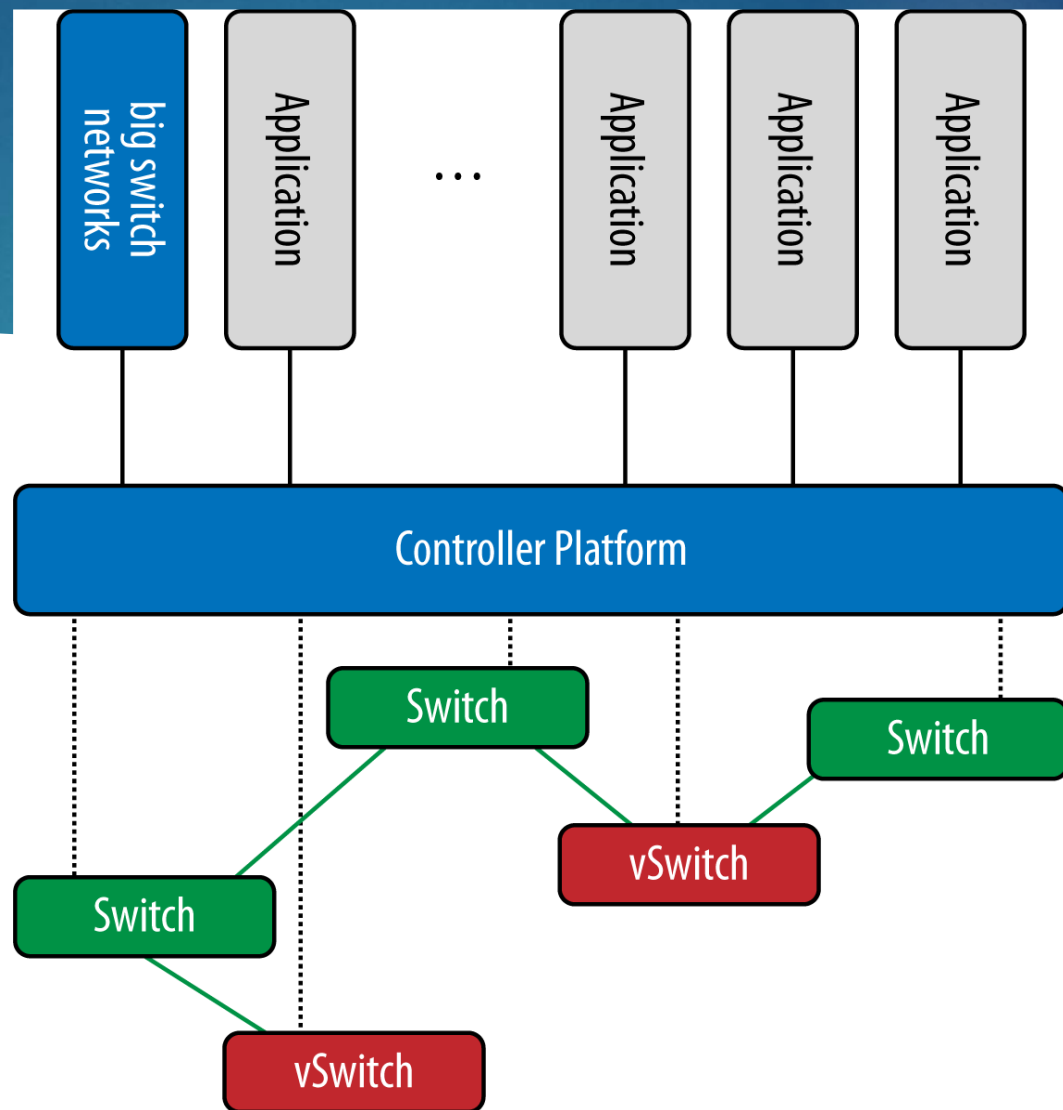 big switch
networks
Application
...
Application
Application
Application
Controller Platform
Switch
Switch
vSwitch
Switch
vSwitch